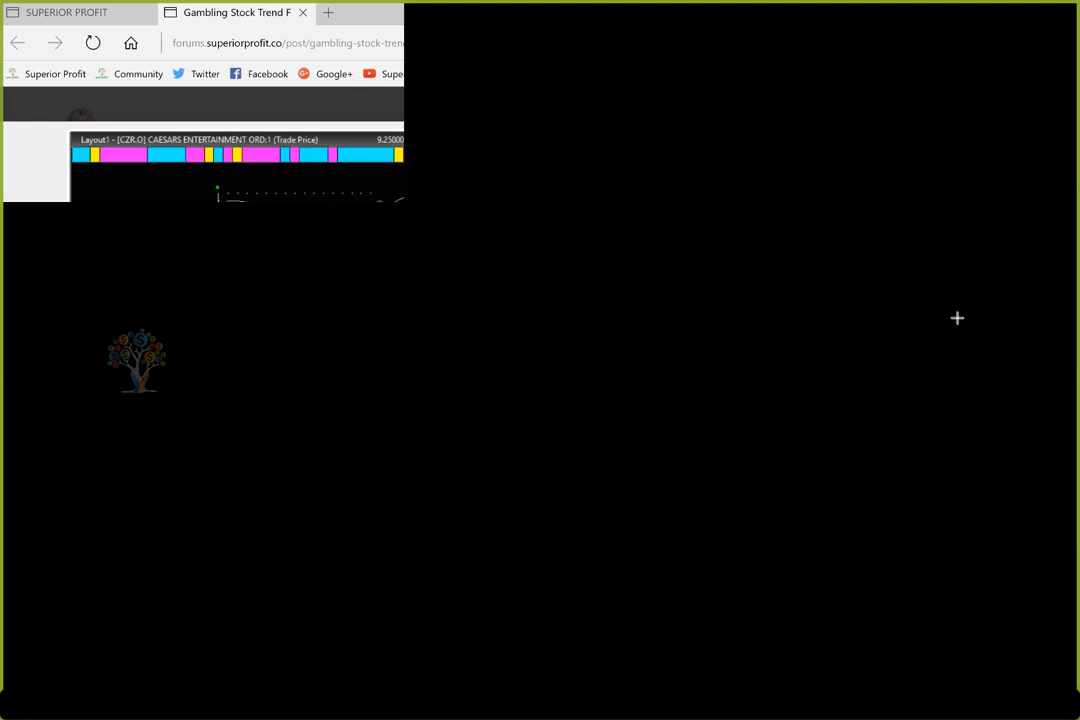 SUPERIOR PROFIT
Gambling Stock Trend F
forums.superiorprofit.co/post/gambling-stock-tren
Superior Profit Community Twitter Facebook Google+ Supe
Layout1 - [CZR.O] CAESARS ENTERTAINMENT ORD:1 (Trade Price) 9.25000